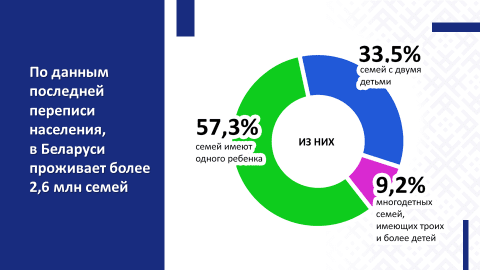 По данным
последней
переписи
населения,
в Беларуси
проживает более
2,6 млн семей
33,5%
семей с двумя
детьми
57,3%
семей имеют
одного ребенка
ИЗ НИХ
9,2%
многодетных
семей,
имеющих троих
и более детей